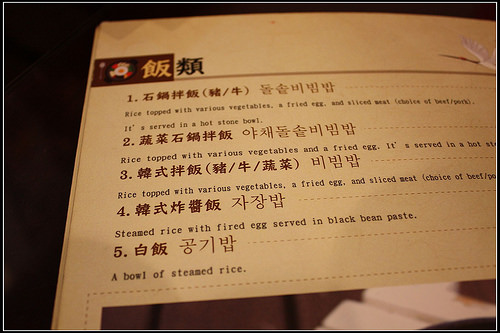 飯類
1. 石鍋拌飯(豬/牛) 돌솥비빔밥
Rice topped with various vegetables, a fried egg, and sliced meat (choice of beef/pork).
It's served in a hot stone bowl.
2. 蔬菜石鍋拌飯 야채돌솥비빔밥
Rice topped with various vegetables and a fried egg. It's served in a hot st
3. 韓式拌飯(豬/牛/蔬菜) 비빔밥
Rice topped with various vegetables, a fried egg, and sliced meat (choice of beef/po
4. 韓式炸醬飯 자장밥
Steamed rice with fired egg served in black bean paste.
5. 白飯 공기밥
A bowl of steamed rice.